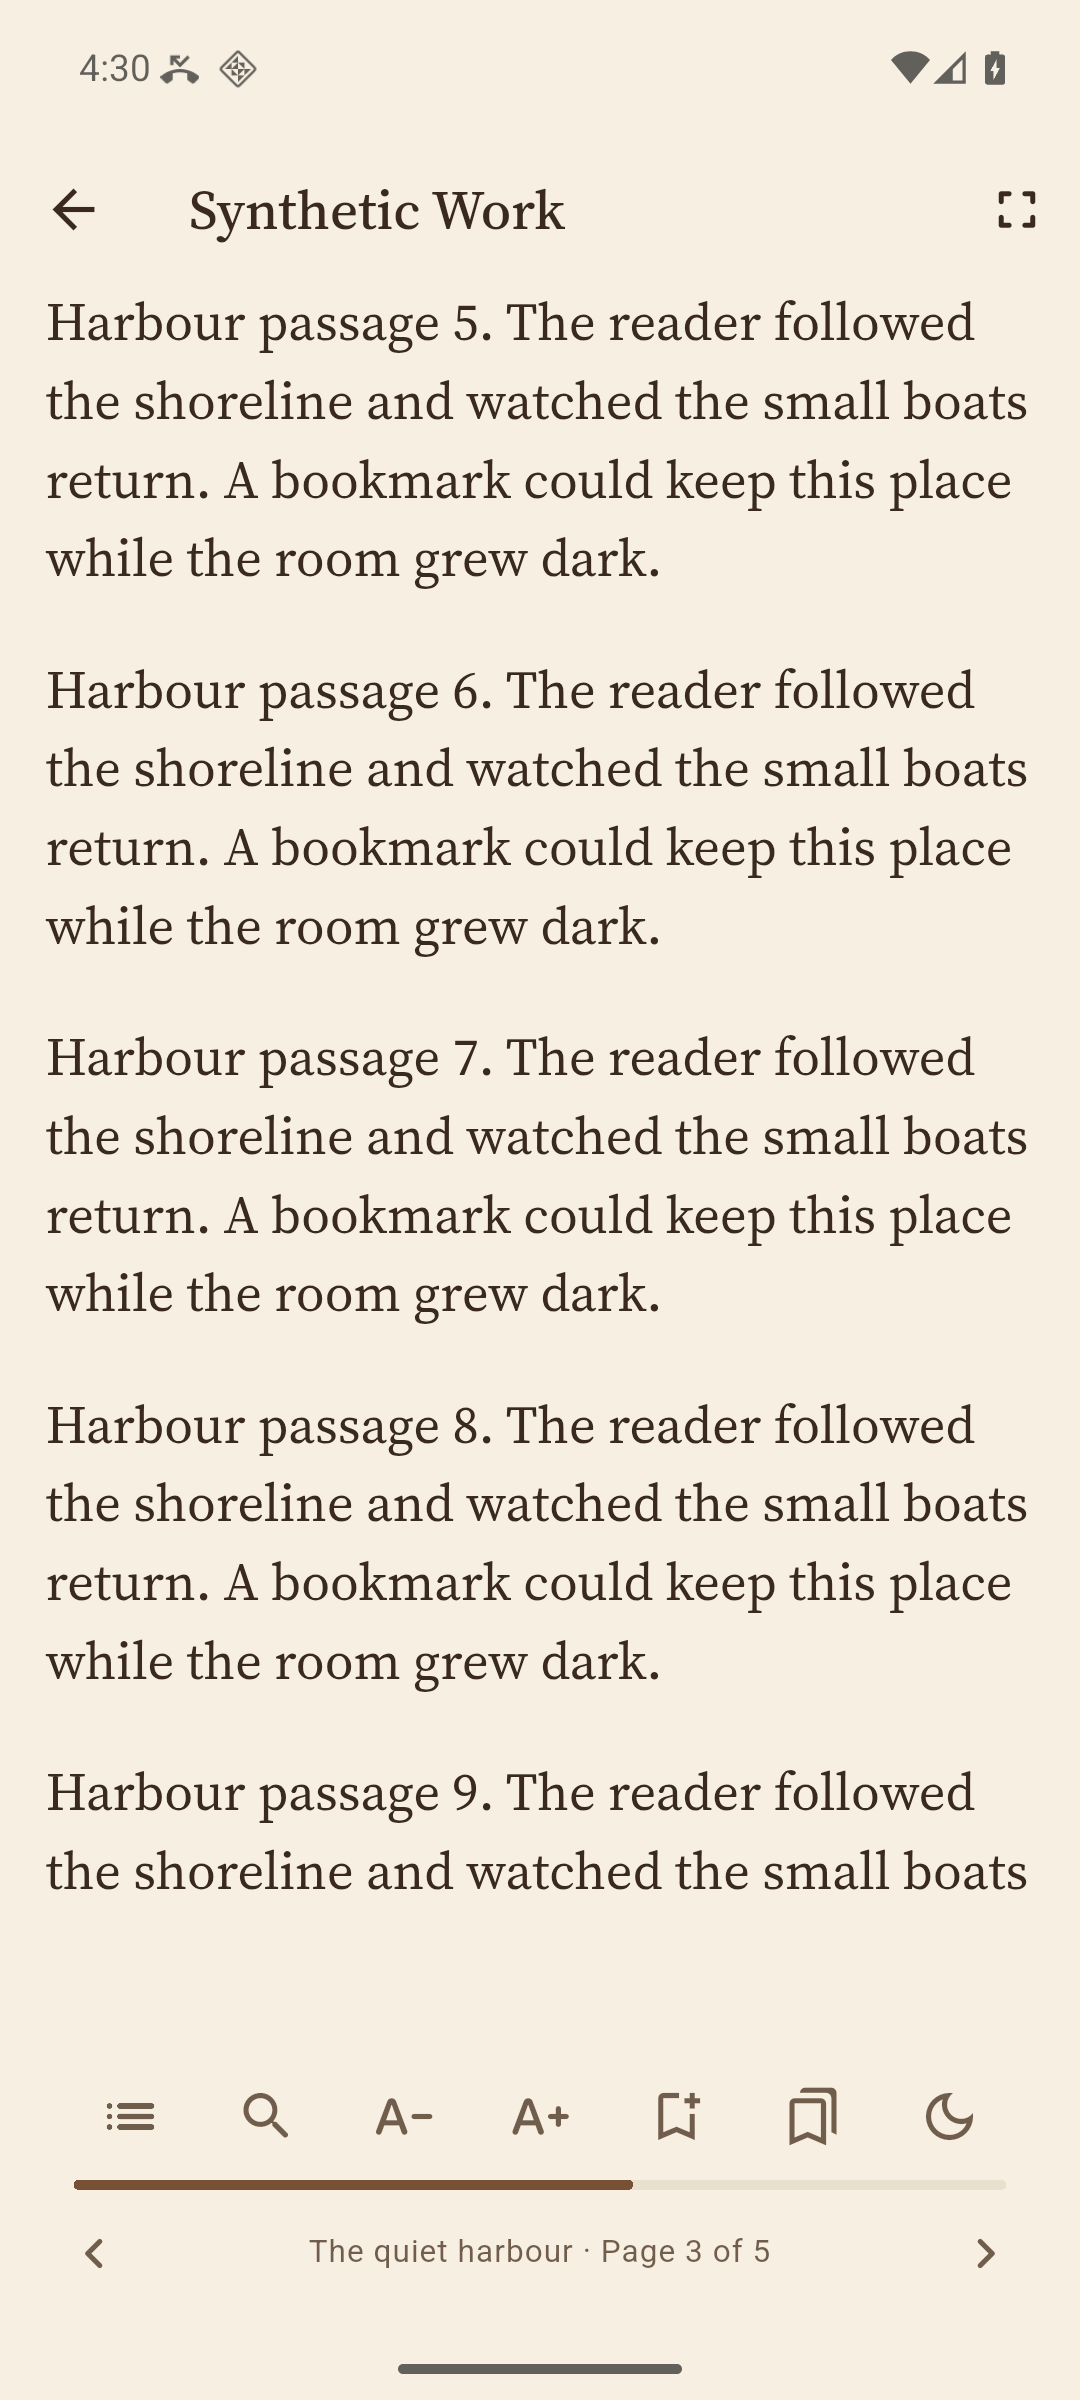 4:30
Synthetic Work
Harbour passage 5. The reader followed
the shoreline and watched the small boats
return. A bookmark could keep this place
while the room grew dark.
Harbour passage 6. The reader followed
the shoreline and watched the small boats
return. A bookmark could keep this place
while the room grew dark.
Harbour passage 7. The reader followed
the shoreline and watched the small boats
return. A bookmark could keep this place
while the room grew dark.
Harbour passage 8. The reader followed
the shoreline and watched the small boats
return. A bookmark could keep this place
while the room grew dark.
Harbour passage 9. The reader followed
the shoreline and watched the small boats
A− A+
The quiet harbour · Page 3 of 5